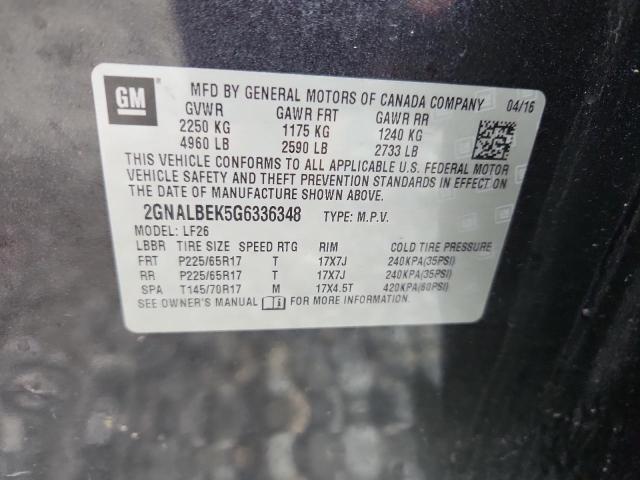 GM
MFD BY GENERAL MOTORS OF CANADA COMPANY 04/16
GVWR GAWR FRT GAWR RR
2250 KG 1175 KG 1240 KG
4960 LB 2590 LB 2733 LB
THIS VEHICLE CONFORMS TO ALL APPLICABLE U.S. FEDERAL MOTOR
VEHICLE SAFETY AND THEFT PREVENTION STANDARDS IN EFFECT ON
THE DATE OF MANUFACTURE SHOWN ABOVE.
2GNALBEK5G6336348 TYPE: M.P.V.
MODEL: LF26
LBBR TIRE SIZE SPEED RTG RIM COLD TIRE PRESSURE
FRT P225/65R17 T 17X7J 240KPA(35PSI)
RR P225/65R17 T 17X7J 240KPA(35PSI)
SPA T145/70R17 M 17X4.5T 420KPA(60PSI)
SEE OWNER'S MANUAL FOR MORE INFORMATION.